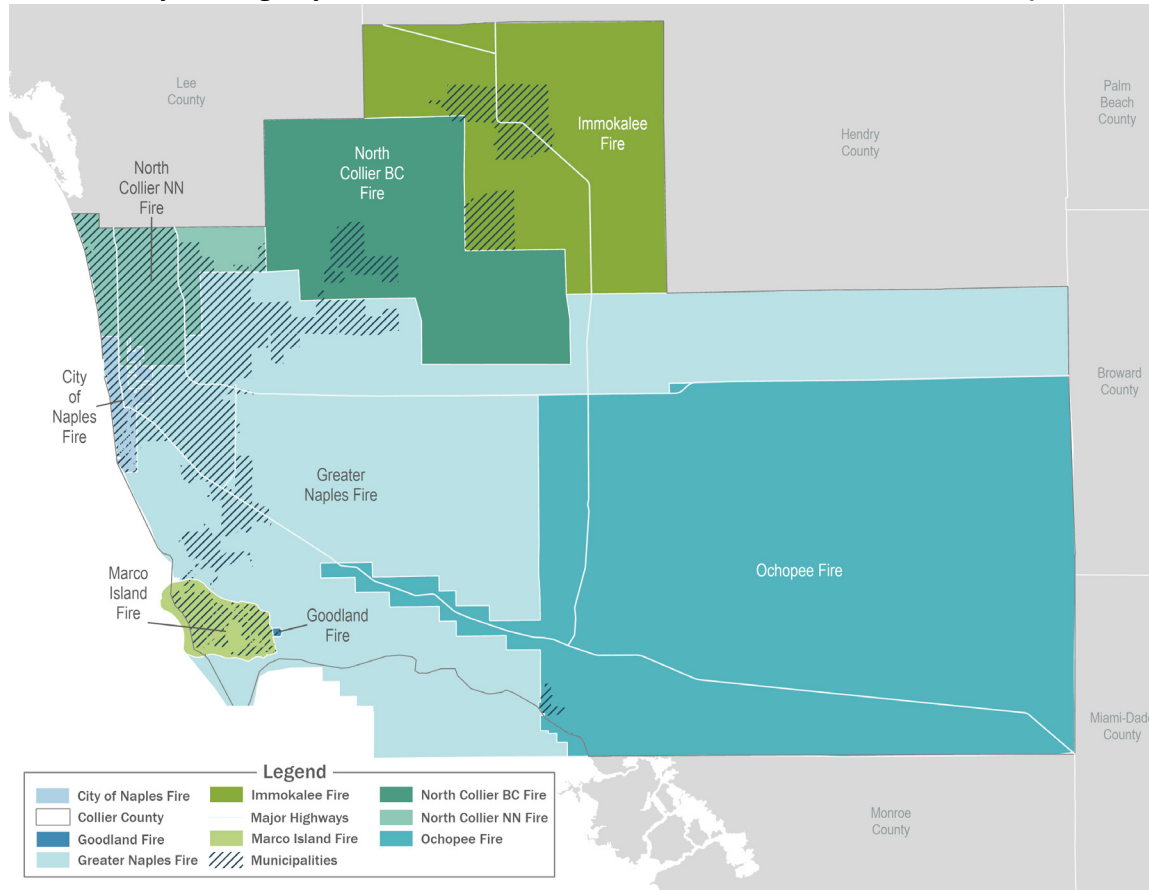 Lee
County
Palm
Beach
County
Immokalee
Fire
Hendry
County
North
Collier BC
Fire
North
Collier NN
Fire
City
of
Naples
Fire
Broward
County
Greater
Naples Fire
Ochopee Fire
Marco
Island
Fire
Goodland
Fire
Miami-Dade
County
Monroe
County
Legend
City of Naples Fire
Collier County
Goodland Fire
Greater Naples Fire
Immokalee Fire
Major Highways
Marco Island Fire
Municipalities
North Collier BC Fire
North Collier NN Fire
Ochopee Fire